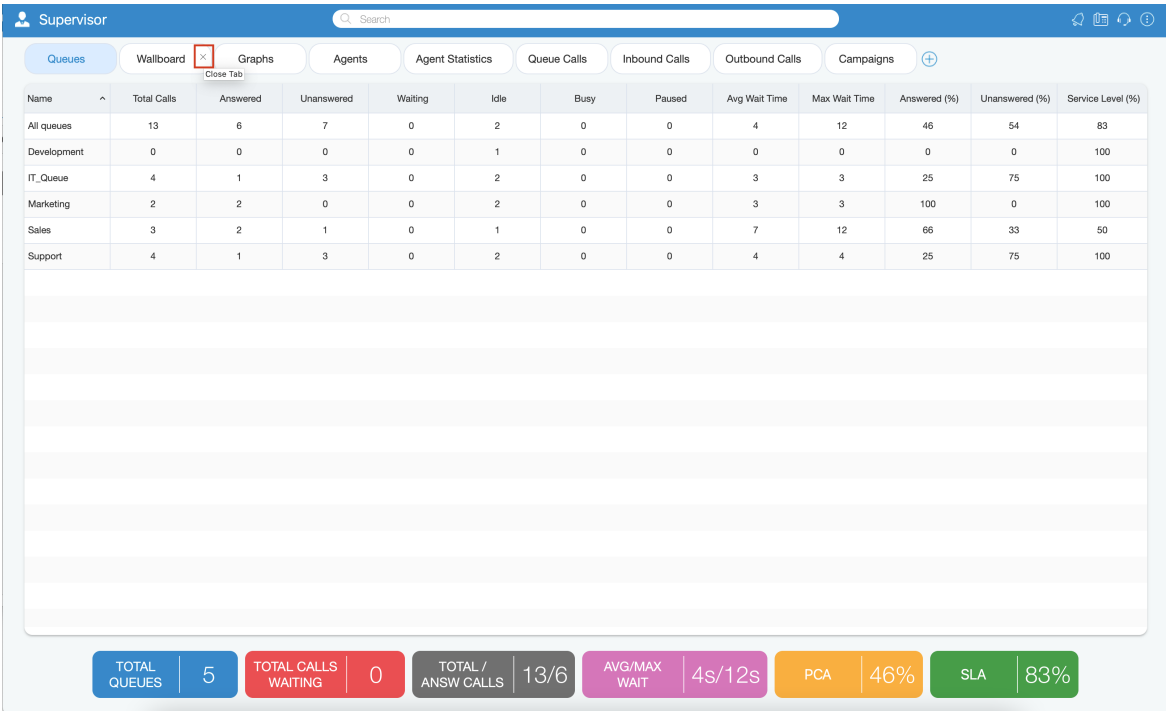 Supervisor
Search
Queues Wallboard × Graphs Agents Agent Statistics Queue Calls Inbound Calls Outbound Calls Campaigns
Close Tab
Name Total Calls Answered Unanswered Waiting Idle Busy Paused Avg Wait Time Max Wait Time Answered (%) Unanswered (%) Service Level (%)
All queues 13 6 7 0 2 0 0 4 12 46 54 83
Development 0 0 0 0 1 0 0 0 0 0 0 100
IT_Queue 4 1 3 0 2 0 0 3 3 25 75 100
Marketing 2 2 0 0 2 0 0 3 3 100 0 100
Sales 3 2 1 0 1 0 0 7 12 66 33 50
Support 4 1 3 0 2 0 0 4 4 25 75 100
TOTAL
QUEUES
5
TOTAL CALLS
WAITING
0
TOTAL /
ANSW CALLS
13/6
AVG/MAX
WAIT
4s/12s
PCA
46%
SLA
83%